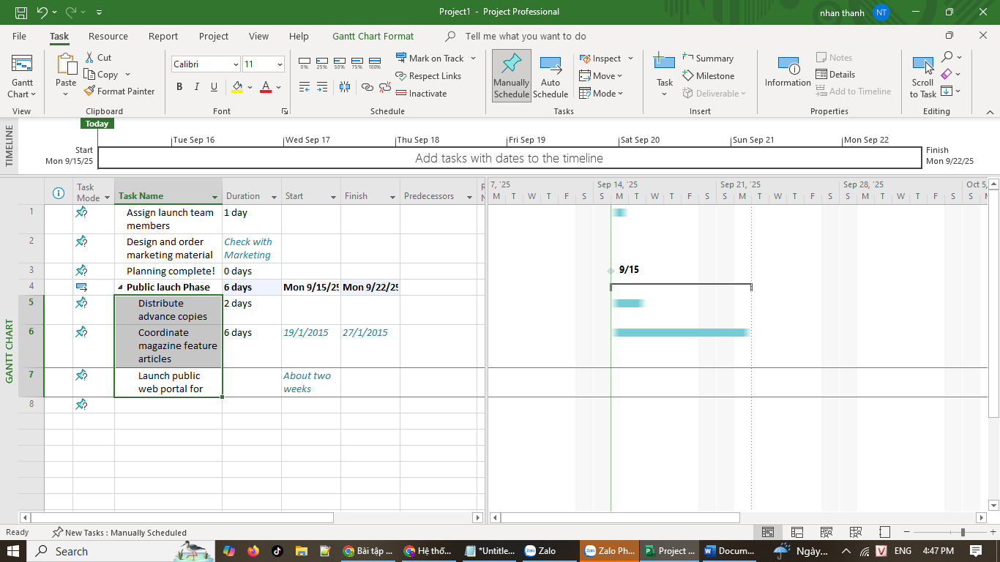 Project1 - Project Professional
nhan thanh
NT
File Task Resource Report Project View Help Gantt Chart Format Tell me what you want to do
Gantt Chart
View
Paste
Cut
Copy
Format Painter
Clipboard
Calibri 11
B I U A
Font
0% 25% 50% 75% 100%
Mark on Track
Respect Links
Inactivate
Schedule
Manually Schedule
Auto Schedule
Inspect
Move
Mode
Tasks
Task
Summary
Milestone
Deliverable
Insert
Information
Notes
Details
Add to Timeline
Properties
Scroll to Task
Editing
TIMELINE
Today
Tue Sep 16 Wed Sep 17 Thu Sep 18 Fri Sep 19 Sat Sep 20 Sun Sep 21 Mon Sep 22
Start
Mon 9/15/25
Add tasks with dates to the timeline
Finish
Mon 9/22/25
GANTT CHART
Task Mode Task Name Duration Start Finish Predecessors
7, '25 Sep 14, '25 Sep 21, '25 Sep 28, '25 Oct 5,
M T W T F S S M T W T F S S M T W T F S S M T W T F S S
1 Assign launch team members 1 day
2 Design and order marketing material Check with Marketing
3 Planning complete! 0 days
9/15
4 Public lauch Phase 6 days Mon 9/15/25 Mon 9/22/25
5 Distribute advance copies 2 days
6 Coordinate magazine feature articles 6 days 19/1/2015 27/1/2015
7 Launch public web portal for About two weeks
8
Ready New Tasks : Manually Scheduled
Search
Bài tập ...
Hệ thố...
*Untitle...
Zalo
Zalo Ph...
Project ...
Docum...
Ngày...
V
ENG
4:47 PM